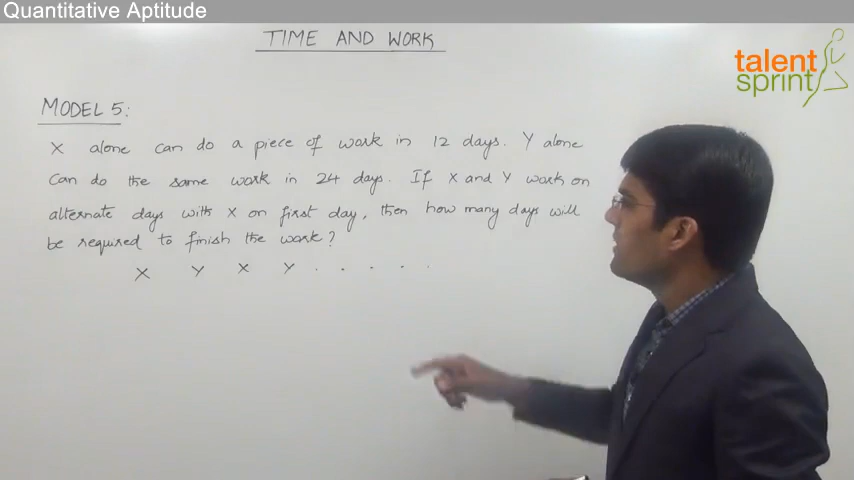 Quantitative Aptitude
TIME AND WORK
talent
sprint
MODEL 5:
X alone can do a piece of work in 12 days. Y alone
can do the same work in 24 days. If X and Y work on
alternate days with X on first day, then how many days will
be required to finish the work?
X Y X Y . . . . .